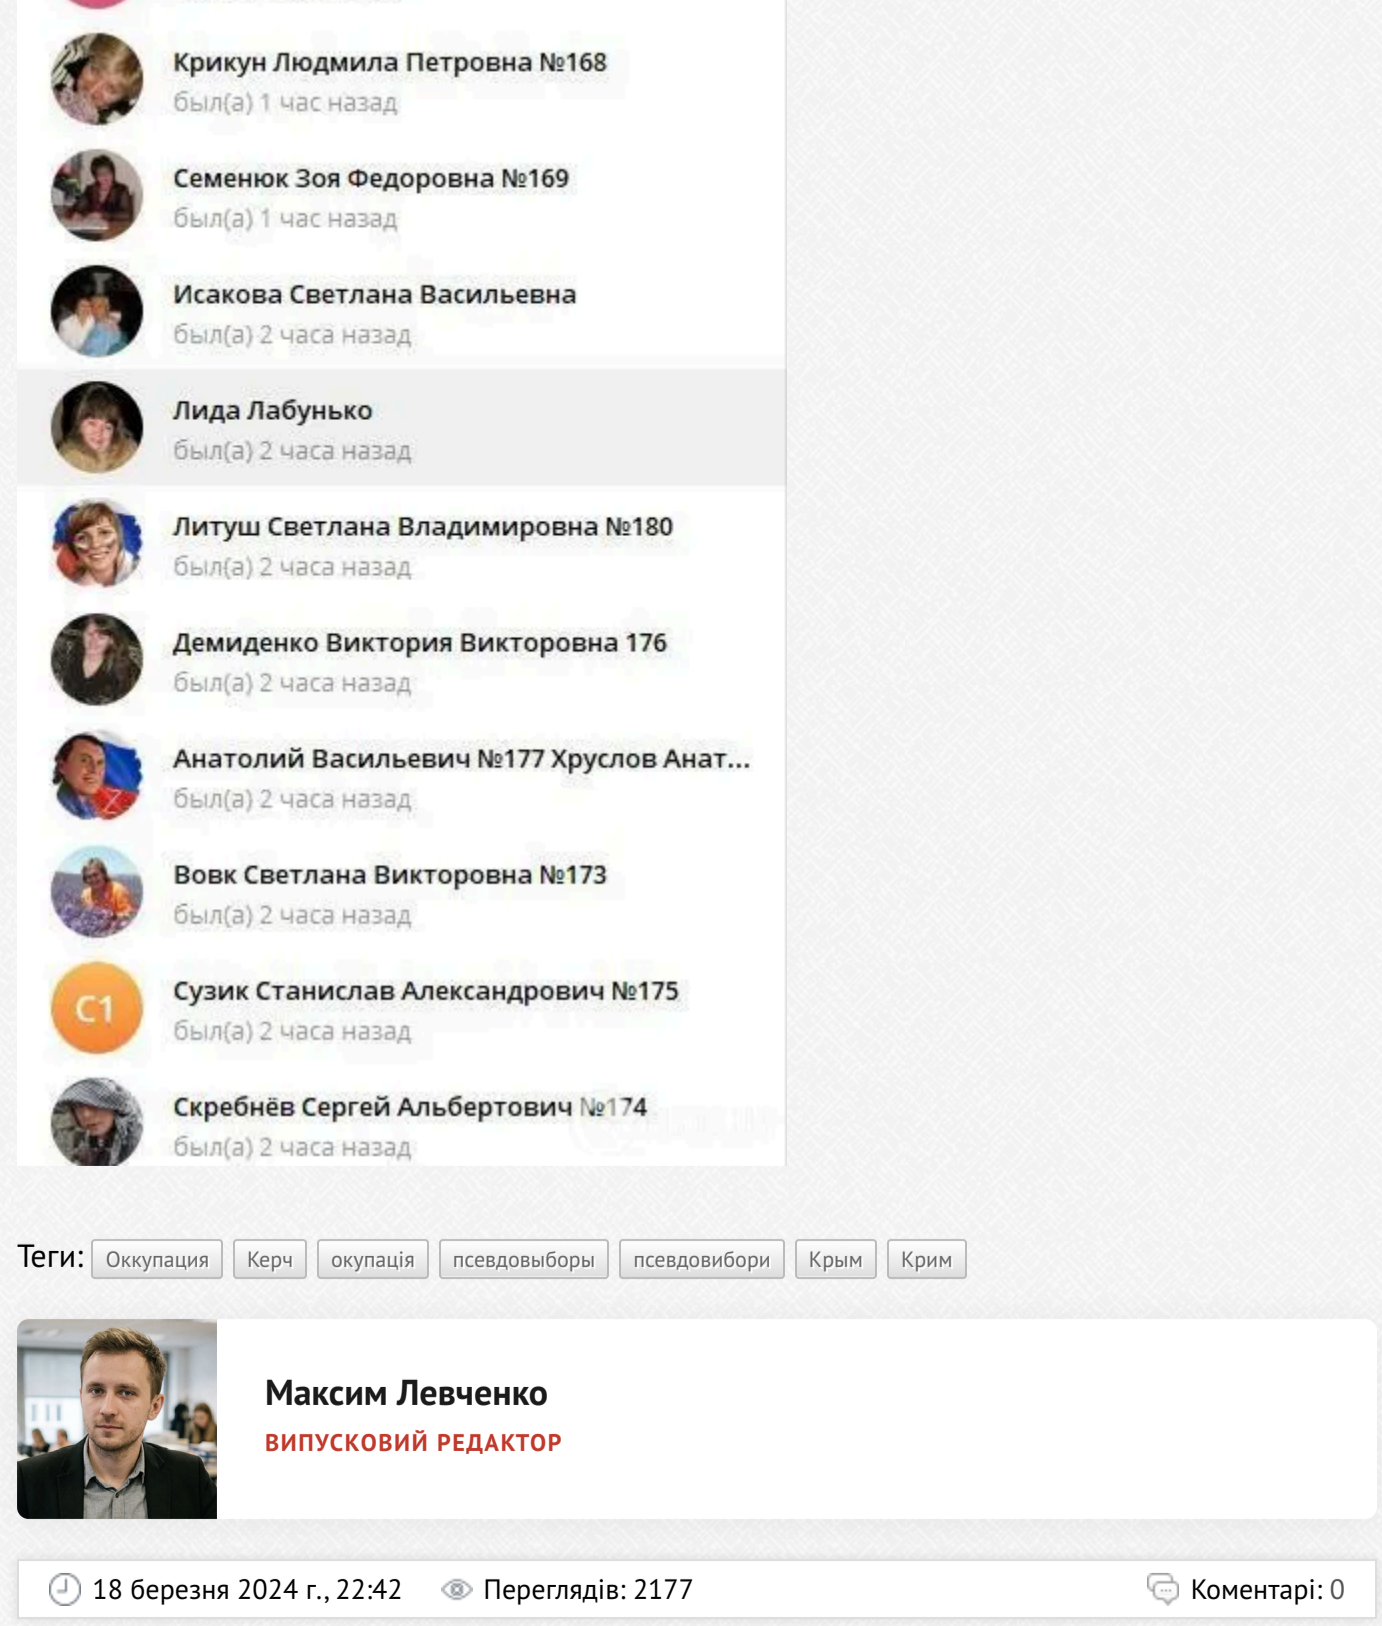 Крикун Людмила Петровна №168
был(а) 1 час назад
Семенюк Зоя Федоровна №169
был(а) 1 час назад
Исакова Светлана Васильевна
был(а) 2 часа назад
Лида Лабунько
был(а) 2 часа назад
Литуш Светлана Владимировна №180
был(а) 2 часа назад
Демиденко Виктория Викторовна 176
был(а) 2 часа назад
Анатолий Васильевич №177 Хруслов Анат...
был(а) 2 часа назад
Вовк Светлана Викторовна №173
был(а) 2 часа назад
С1
Сузик Станислав Александрович №175
был(а) 2 часа назад
Скребнёв Сергей Альбертович №174
был(а) 2 часа назад
Теги: Оккупация Керч окупація псевдовыборы псевдовибори Крым Крим
Максим Левченко
ВИПУСКОВИЙ РЕДАКТОР
18 березня 2024 г., 22:42 Переглядів: 2177 Коментарі: 0